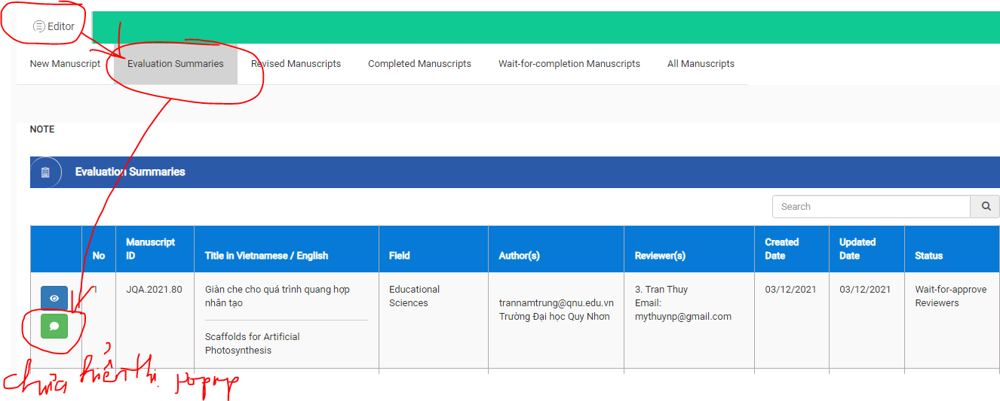 Editor
New Manuscript Evaluation Summaries Revised Manuscripts Completed Manuscripts Wait-for-completion Manuscripts All Manuscripts
NOTE
Evaluation Summaries
Search
No Manuscript ID Title in Vietnamese / English Field Author(s) Reviewer(s) Created Date Updated Date Status
1 JQA.2021.80 Giàn che cho quá trình quang hợp nhân tạo Educational Sciences trannamtrung@qnu.edu.vn 3. Tran Thuy 03/12/2021 03/12/2021 Wait-for-approve Reviewers
Trường Đại học Quy Nhơn Email: mythuynp@gmail.com
Scaffolds for Artificial Photosynthesis
chưa hiển thị popup